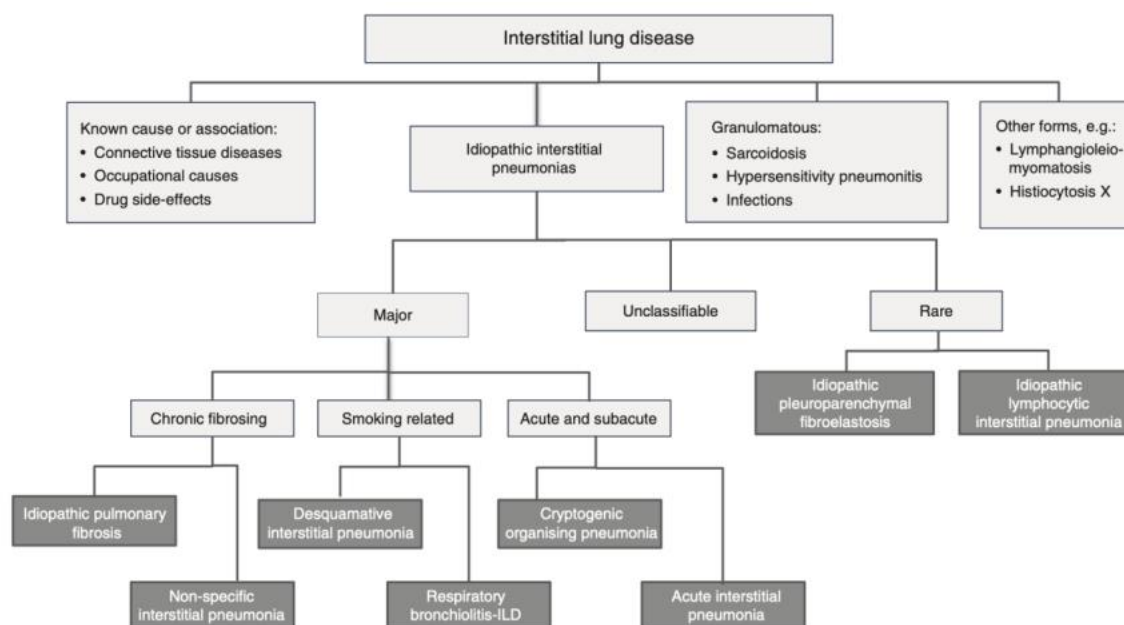 Interstitial lung disease
Known cause or association:
• Connective tissue diseases
• Occupational causes
• Drug side-effects
Idiopathic interstitial
pneumonias
Granulomatous:
• Sarcoidosis
• Hypersensitivity pneumonitis
• Infections
Other forms, e.g.:
• Lymphangioleio-
myomatosis
• Histiocytosis X
Major
Unclassifiable
Rare
Idiopathic
pleuroparenchymal
fibroelastosis
Idiopathic
lymphocytic
interstitial pneumonia
Chronic fibrosing
Smoking related
Acute and subacute
Idiopathic pulmonary
fibrosis
Desquamative
interstitial pneumonia
Cryptogenic
organising pneumonia
Non-specific
interstitial pneumonia
Respiratory
bronchiolitis-ILD
Acute interstitial
pneumonia